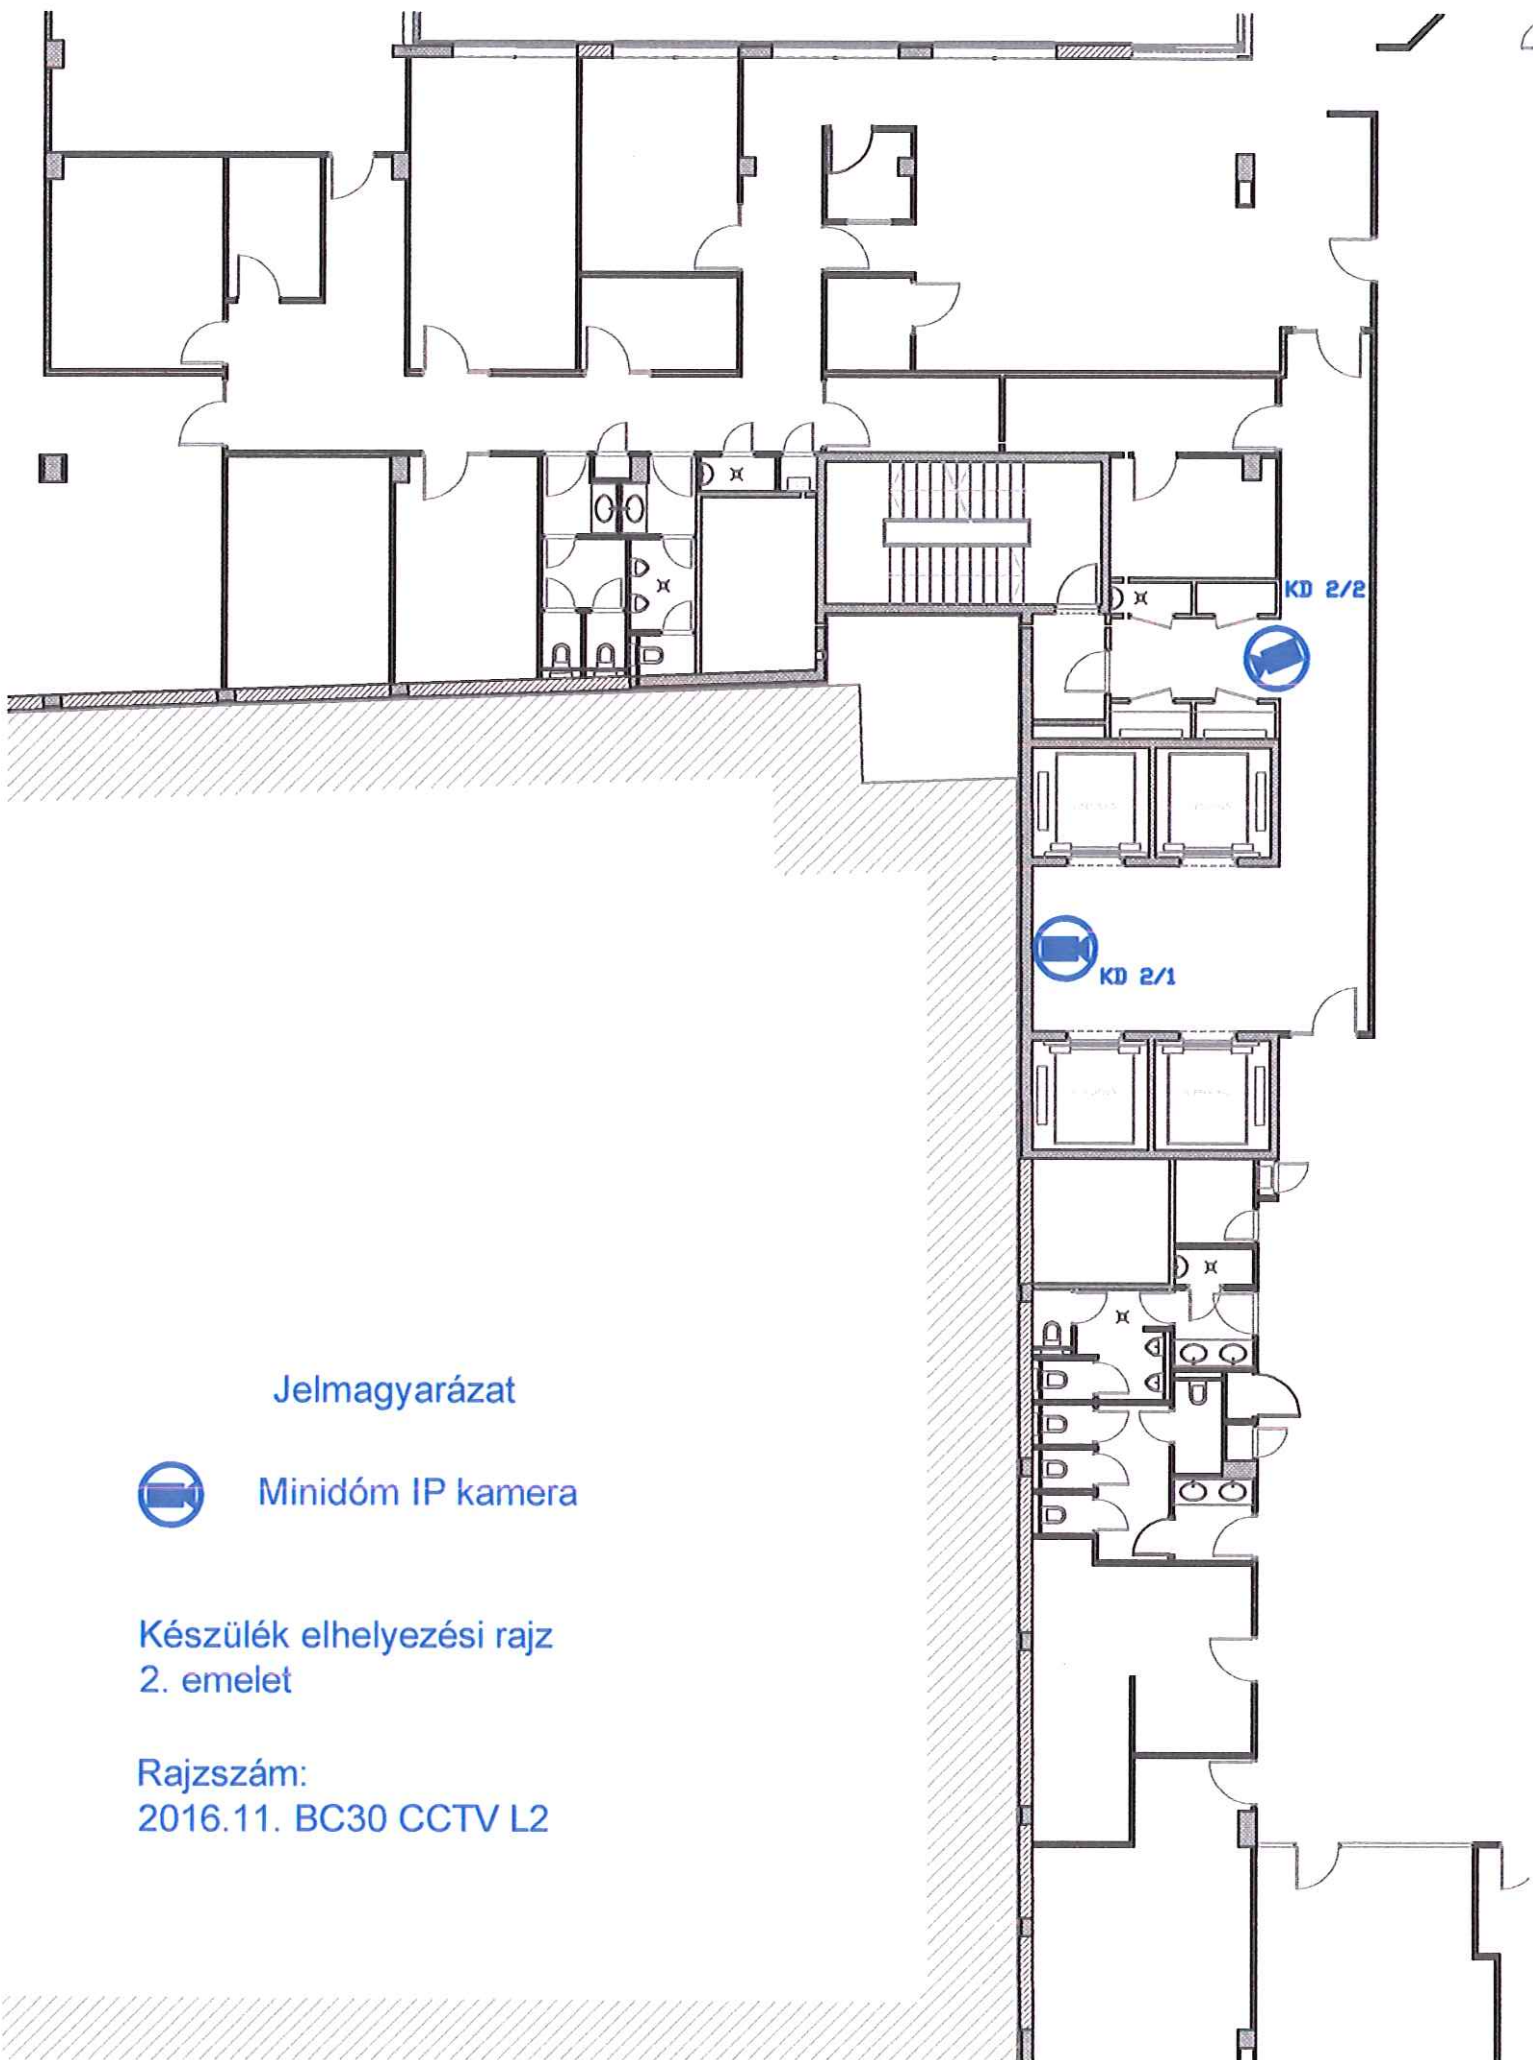 KD 2/2
KD 2/1
Jelmagyarázat
Minidóm IP kamera
Készülék elhelyezési rajz
2. emelet
Rajzszám:
2016.11. BC30 CCTV L2